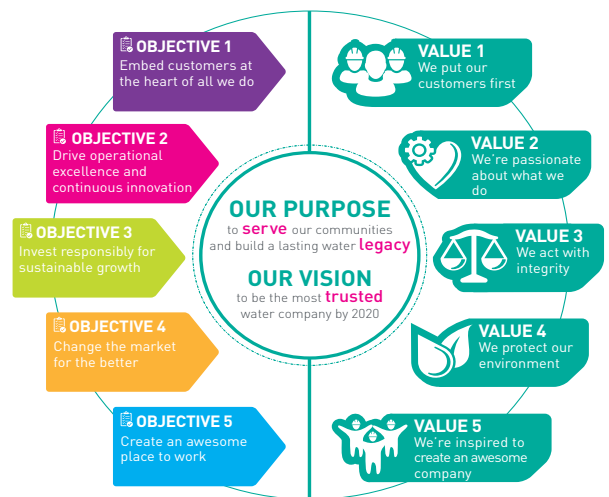 OBJECTIVE 1
Embed customers at
the heart of all we do
OBJECTIVE 2
Drive operational
excellence and
continuous innovation
OBJECTIVE 3
Invest responsibly for
sustainable growth
OBJECTIVE 4
Change the market
for the better
OBJECTIVE 5
Create an awesome
place to work
OUR PURPOSE
to serve our communities
and build a lasting water legacy
OUR VISION
to be the most trusted
water company by 2020
VALUE 1
We put our
customers first
VALUE 2
We're passionate
about what we
do
VALUE 3
We act with
integrity
VALUE 4
We protect our
environment
VALUE 5
We're inspired to
create an awesome
company